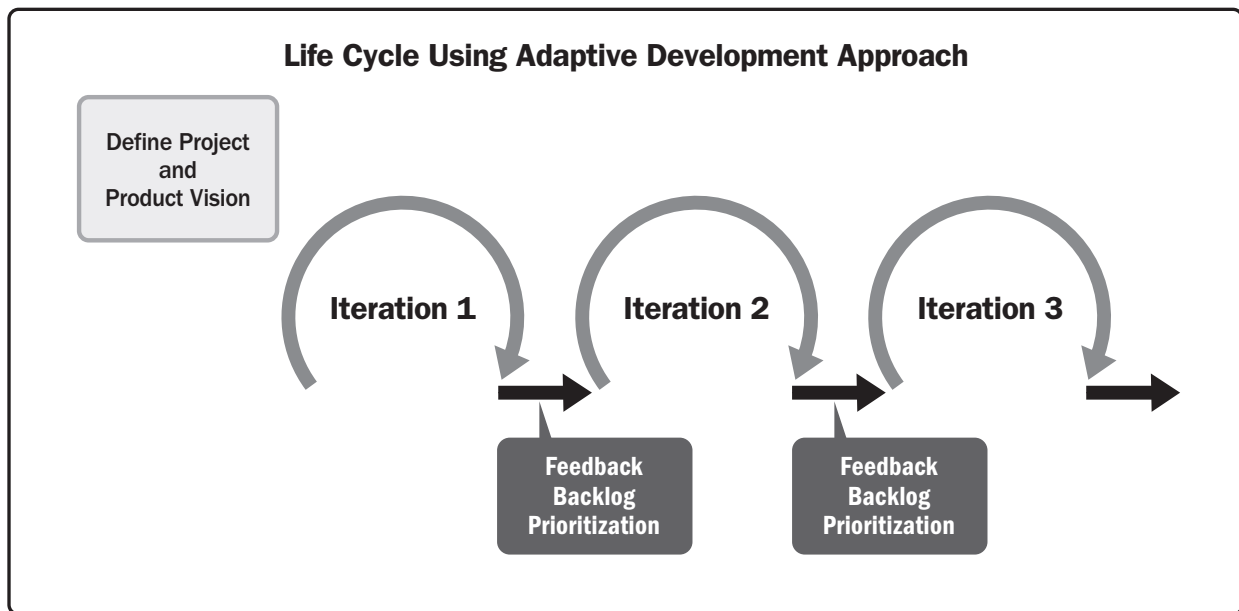 Life Cycle Using Adaptive Development Approach
Define Project
and
Product Vision
Iteration 1
Iteration 2
Iteration 3
Feedback
Backlog
Prioritization
Feedback
Backlog
Prioritization